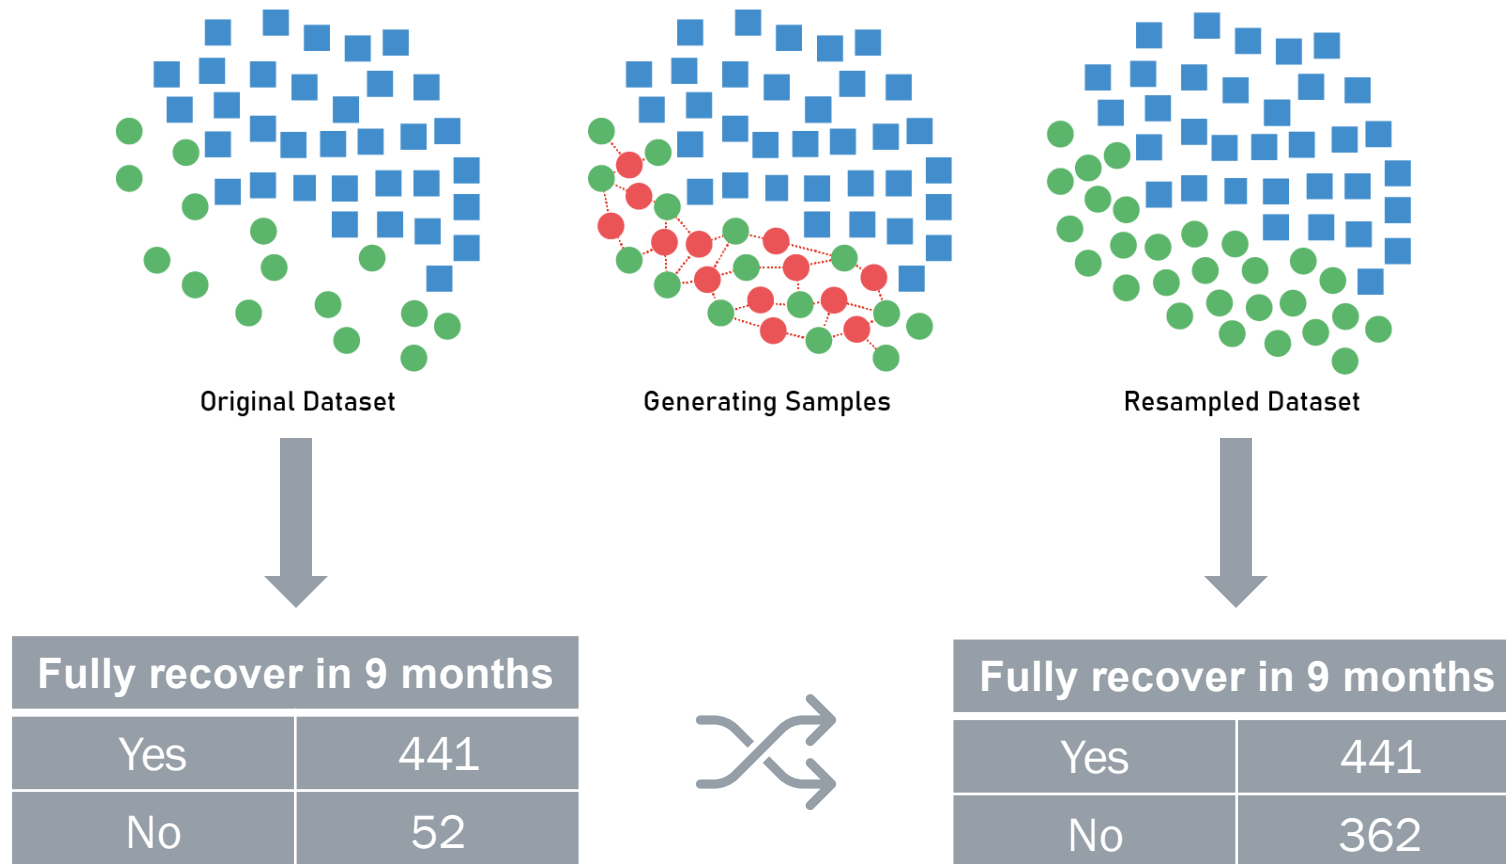 Original Dataset
Generating Samples
Resampled Dataset
Fully recover in 9 months
Yes 441
No 52
Fully recover in 9 months
Yes 441
No 362